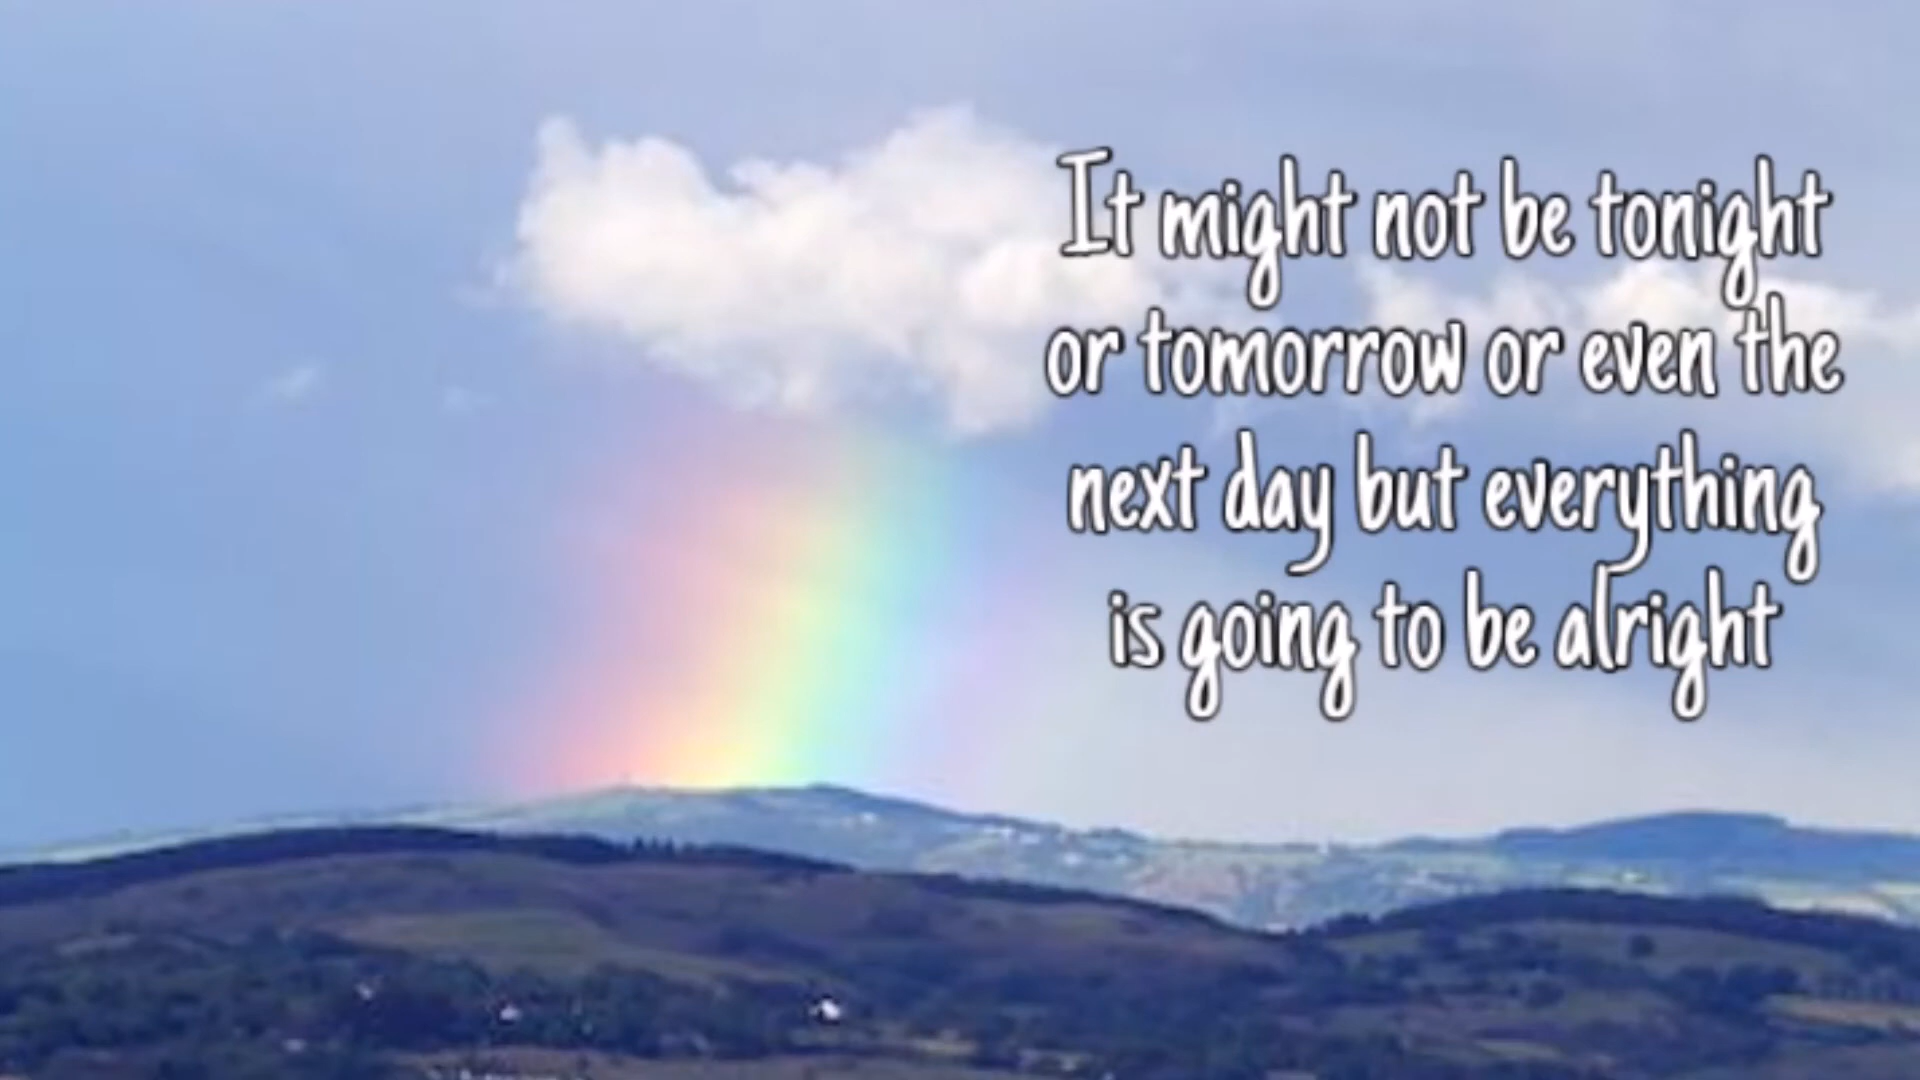 It might not be tonight
or tomorrow or even the
next day but everything
is going to be alright